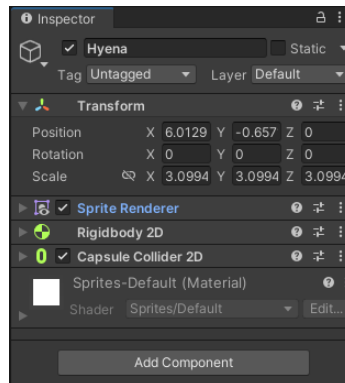 Inspector
Hyena Static
Tag Untagged Layer Default
Transform
Position X 6.0129 Y -0.657 Z 0
Rotation X 0 Y 0 Z 0
Scale X 3.0994 Y 3.0994 Z 3.0994
Sprite Renderer
Rigidbody 2D
Capsule Collider 2D
Sprites-Default (Material)
Shader Sprites/Default Edit...
Add Component